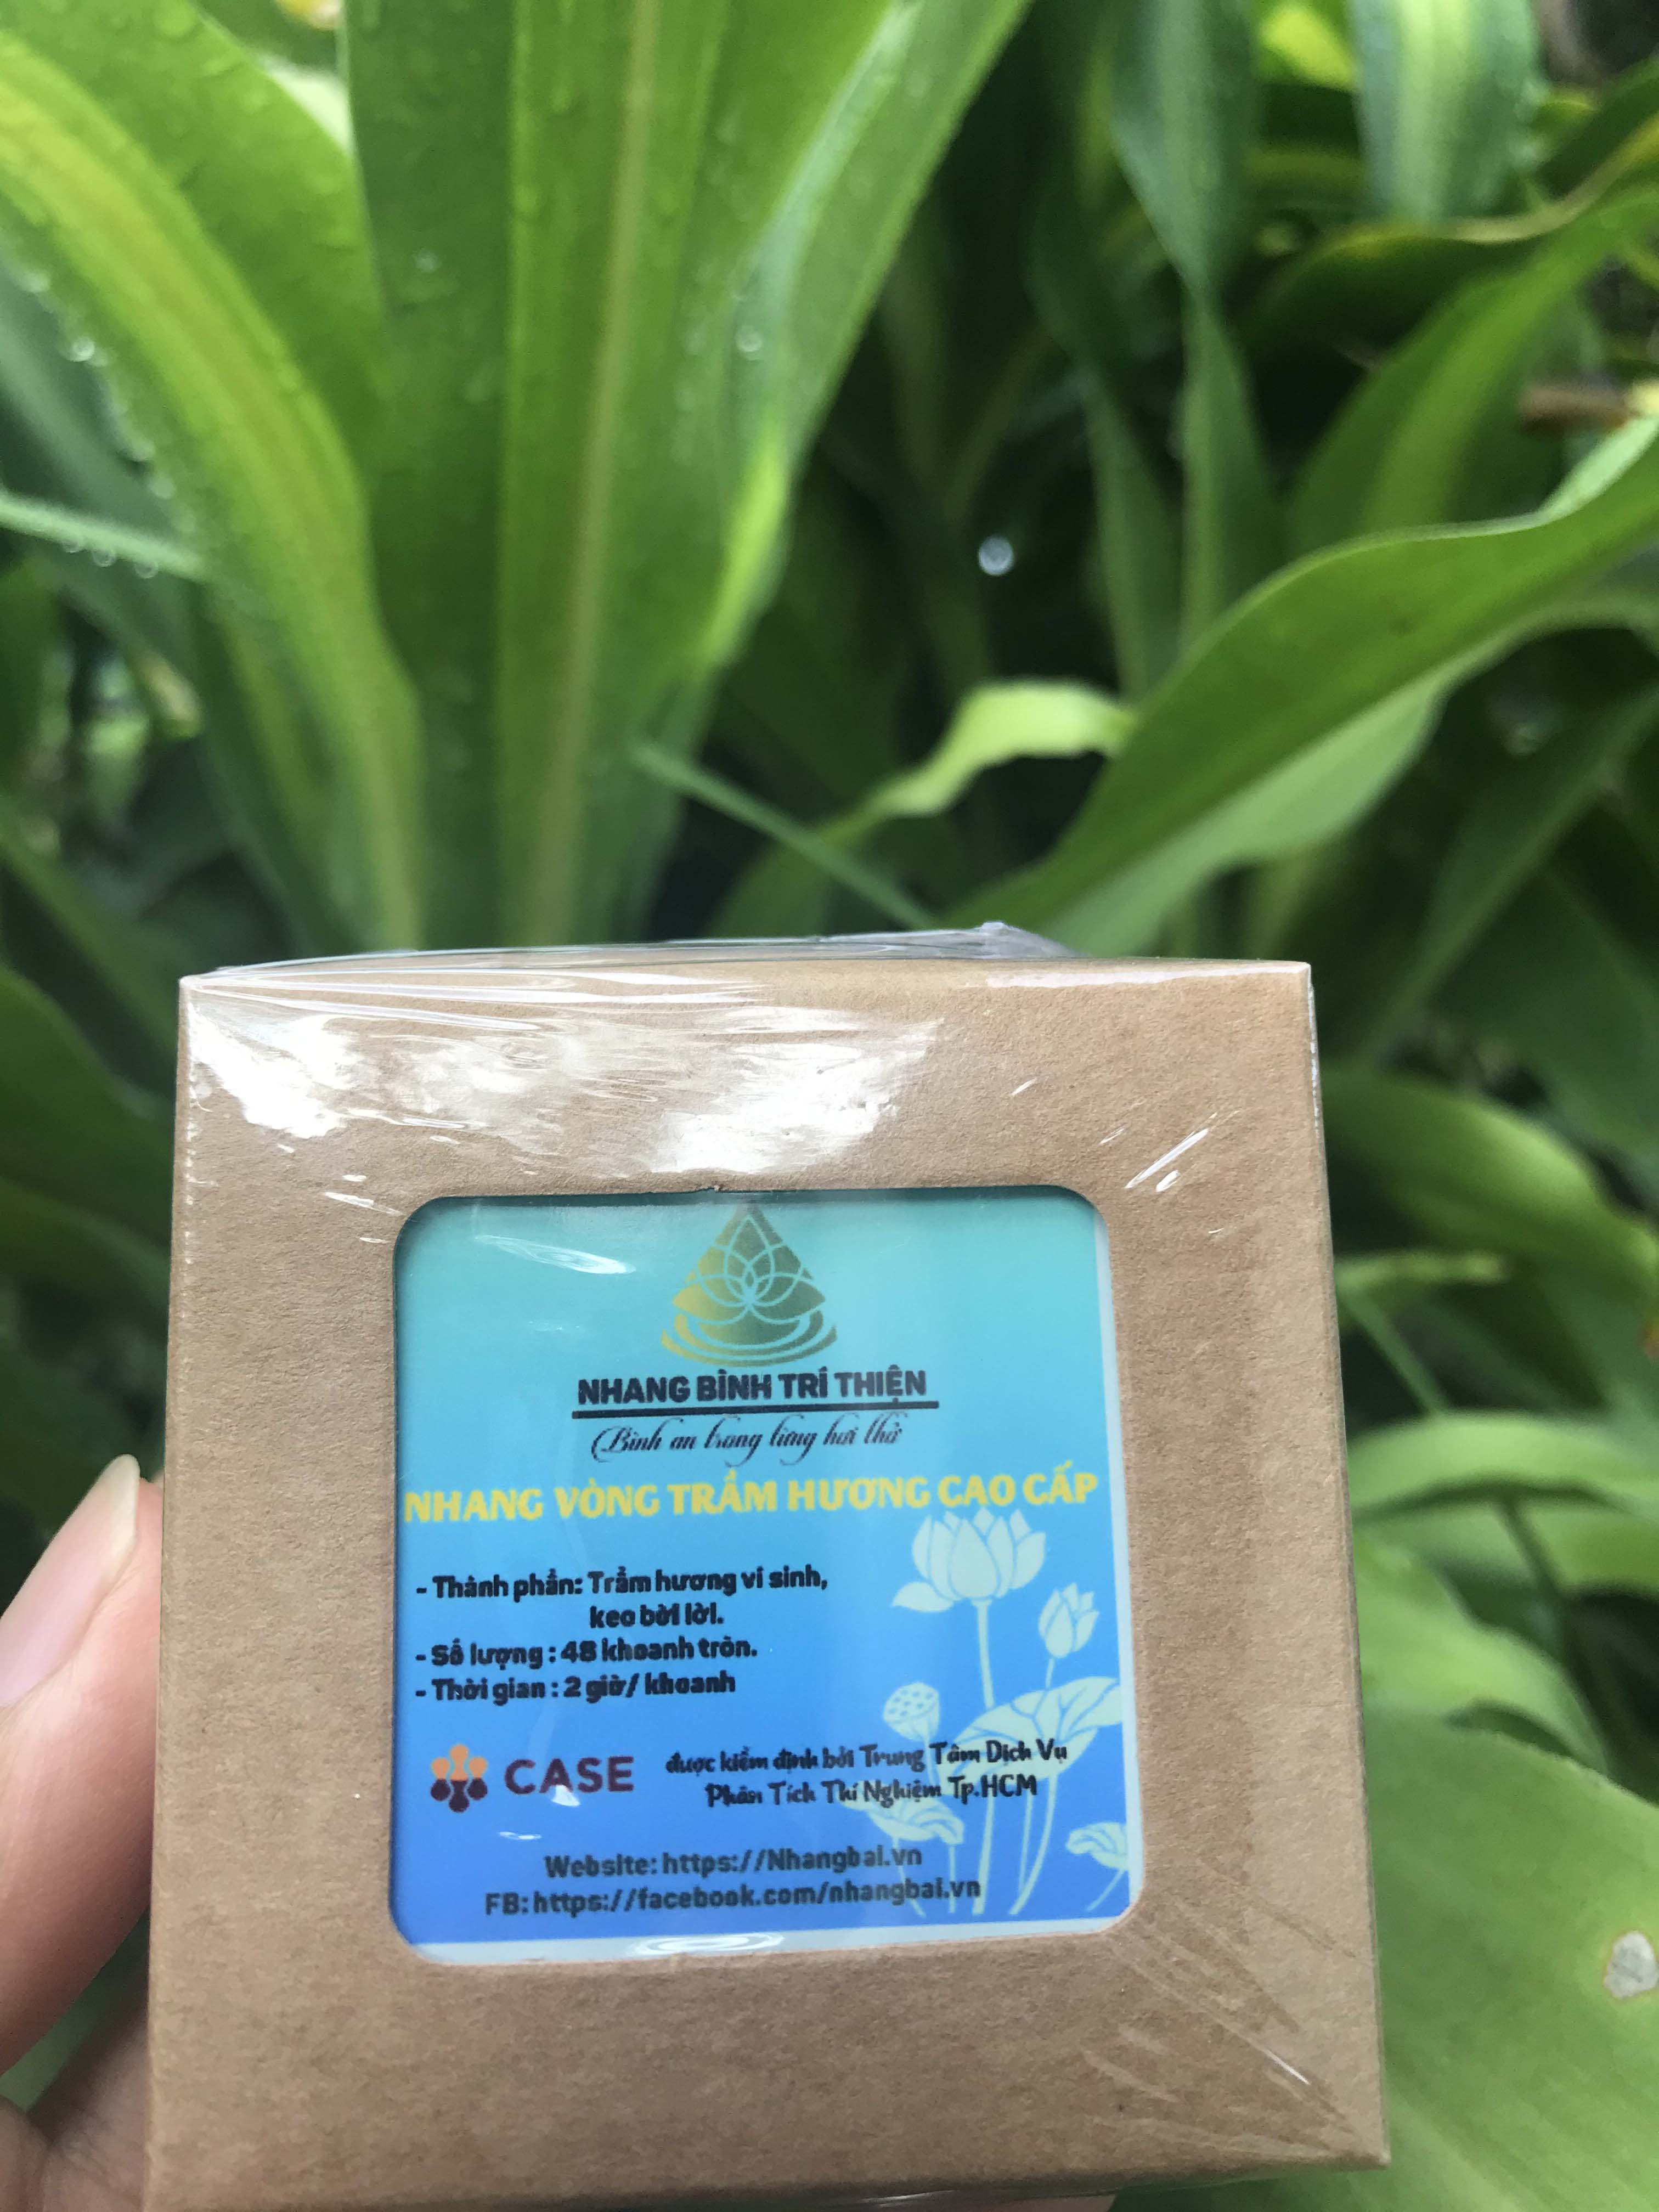 NHANG BÌNH TRÍ THIỆN
Bình an trong từng hơi thở
NHANG VÒNG TRẦM HƯƠNG CAO CẤP
- Thành phần: Trầm hương vi sinh,
keo bời lời.
- Số lượng : 48 khoanh tròn.
- Thời gian : 2 giờ/ khoanh
CASE
được kiểm định bởi Trung Tâm Dịch Vụ
Phân Tích Thí Nghiệm Tp.HCM
Website: https://Nhangbai.vn
FB: https://facebook.com/nhangbai.vn